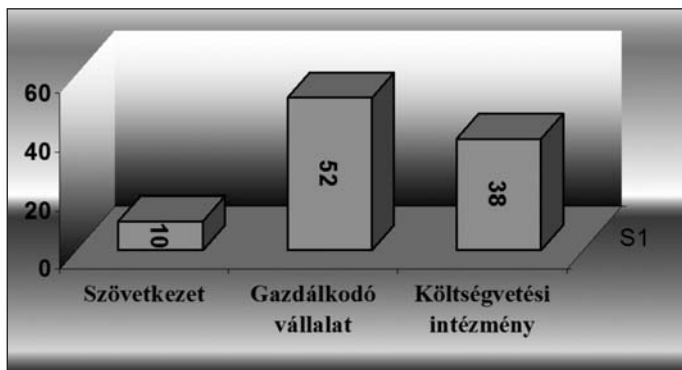 60
40
20
0
10
52
38
S1
Szövetkezet
Gazdálkodó
vállalat
Költségvetési
intézmény